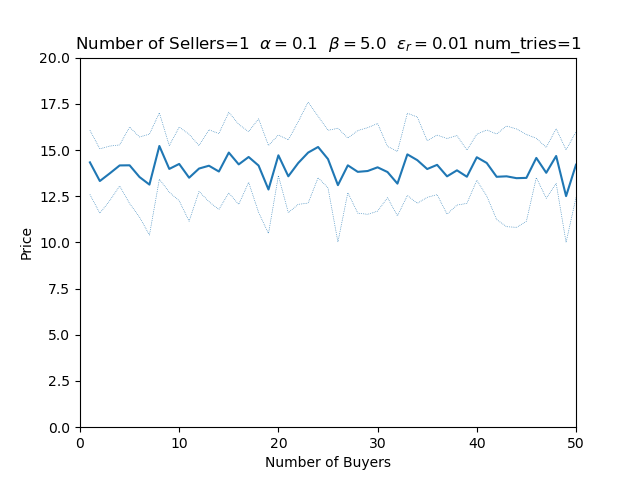 Number of Sellers=1 α = 0.1 β = 5.0 εr = 0.01 num_tries=1
20.0
17.5
15.0
12.5
10.0
7.5
5.0
2.5
0.0
Price
0 10 20 30 40 50
Number of Buyers